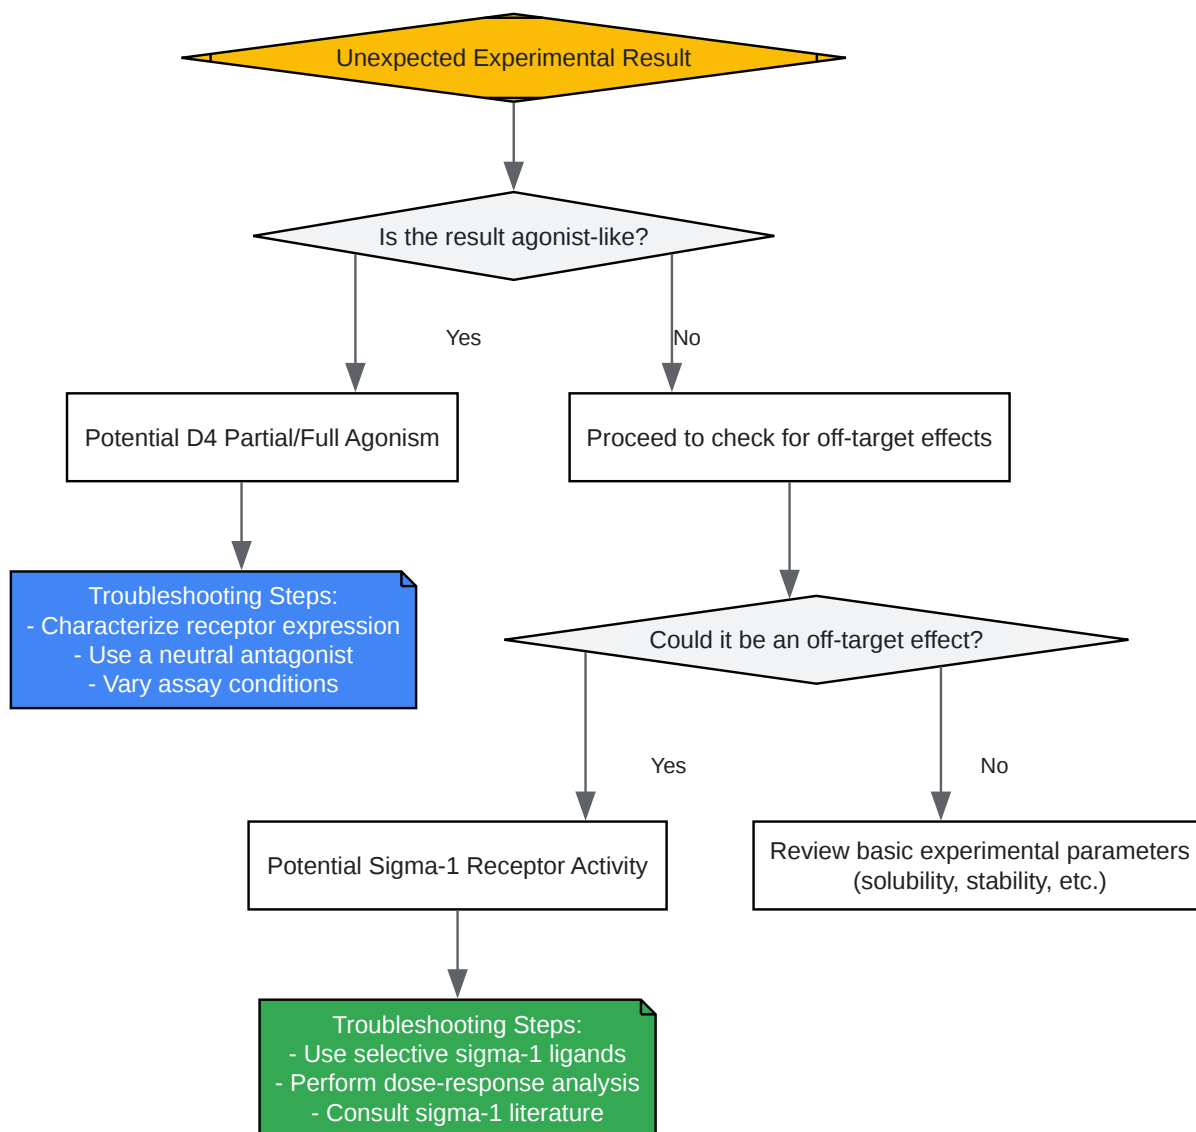 Unexpected Experimental Result
Is the result agonist-like?
Yes
No
Potential D4 Partial/Full Agonism
Proceed to check for off-target effects
Troubleshooting Steps:
- Characterize receptor expression
- Use a neutral antagonist
- Vary assay conditions
Could it be an off-target effect?
Yes
No
Potential Sigma-1 Receptor Activity
Review basic experimental parameters
(solubility, stability, etc.)
Troubleshooting Steps:
- Use selective sigma-1 ligands
- Perform dose-response analysis
- Consult sigma-1 literature